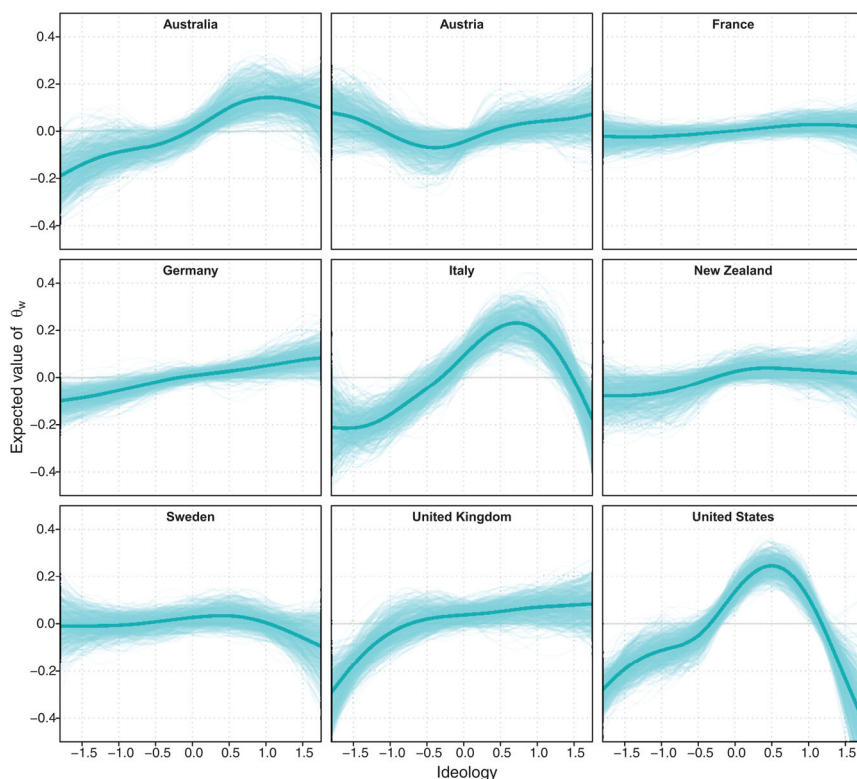 Australia
Austria
France
0.4
0.2
0.0
−0.2
−0.4
Germany
Italy
New Zealand
0.4
0.2
0.0
−0.2
−0.4
Sweden
United Kingdom
United States
0.4
0.2
0.0
−0.2
−0.4
−1.5 −1.0 −0.5 0.0 0.5 1.0 1.5 −1.5 −1.0 −0.5 0.0 0.5 1.0 1.5 −1.5 −1.0 −0.5 0.0 0.5 1.0 1.5
Expected value of θw
Ideology